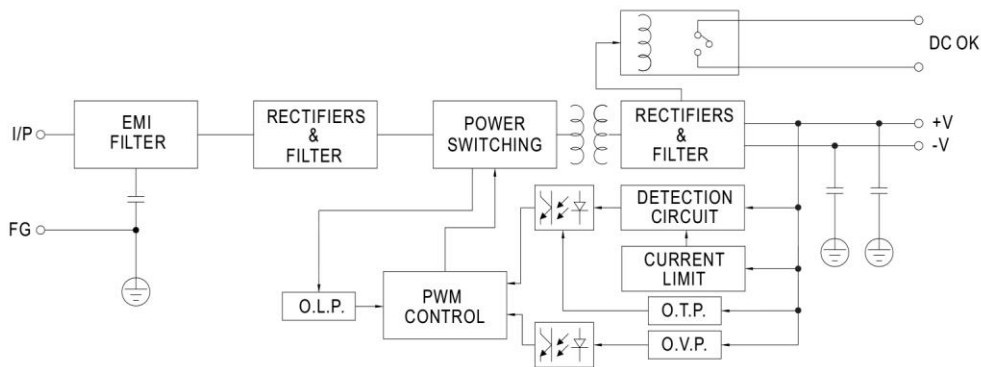 DC OK
I/P
EMI
FILTER
RECTIFIERS
&
FILTER
POWER
SWITCHING
RECTIFIERS
&
FILTER
+V
-V
FG
DETECTION
CIRCUIT
CURRENT
LIMIT
O.L.P.
PWM
CONTROL
O.T.P.
O.V.P.